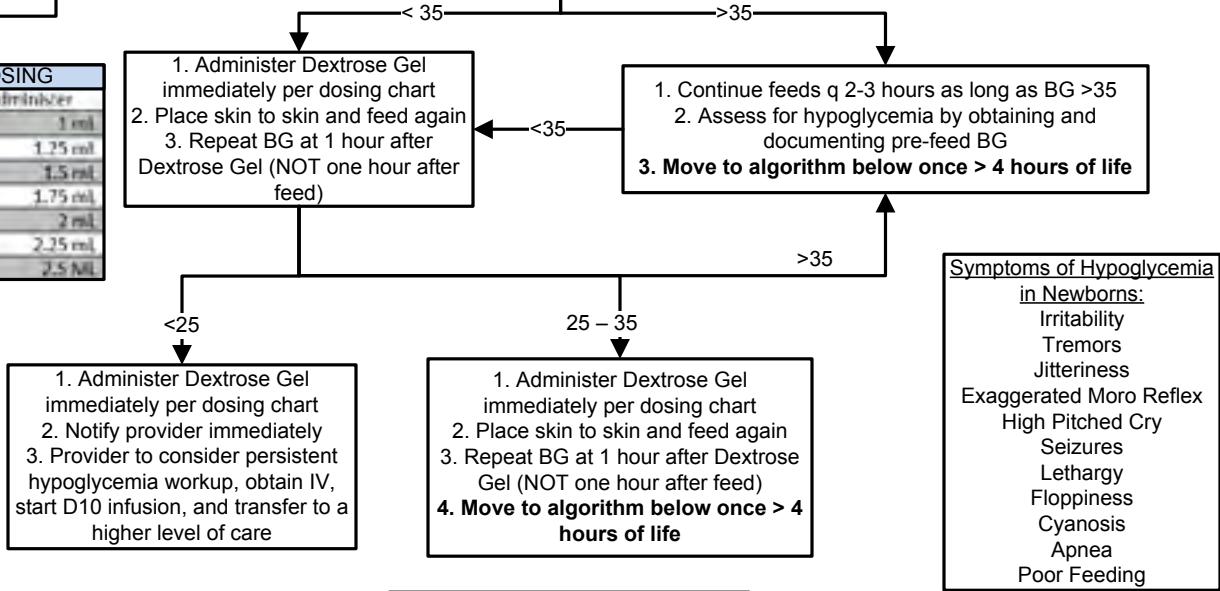 < 35
>35
OSING
dminister
1 mL
1.25 mL
1.5 mL
1.75 mL
2 mL
2.25 mL
2.5 ML
1. Administer Dextrose Gel
immediately per dosing chart
2. Place skin to skin and feed again
3. Repeat BG at 1 hour after
Dextrose Gel (NOT one hour after
feed)
<35
1. Continue feeds q 2-3 hours as long as BG >35
2. Assess for hypoglycemia by obtaining and
documenting pre-feed BG
3. Move to algorithm below once > 4 hours of life
>35
<25
25 – 35
1. Administer Dextrose Gel
immediately per dosing chart
2. Notify provider immediately
3. Provider to consider persistent
hypoglycemia workup, obtain IV,
start D10 infusion, and transfer to a
higher level of care
1. Administer Dextrose Gel
immediately per dosing chart
2. Place skin to skin and feed again
3. Repeat BG at 1 hour after Dextrose
Gel (NOT one hour after feed)
4. Move to algorithm below once > 4
hours of life
Symptoms of Hypoglycemia
in Newborns:
Irritability
Tremors
Jitteriness
Exaggerated Moro Reflex
High Pitched Cry
Seizures
Lethargy
Floppiness
Cyanosis
Apnea
Poor Feeding